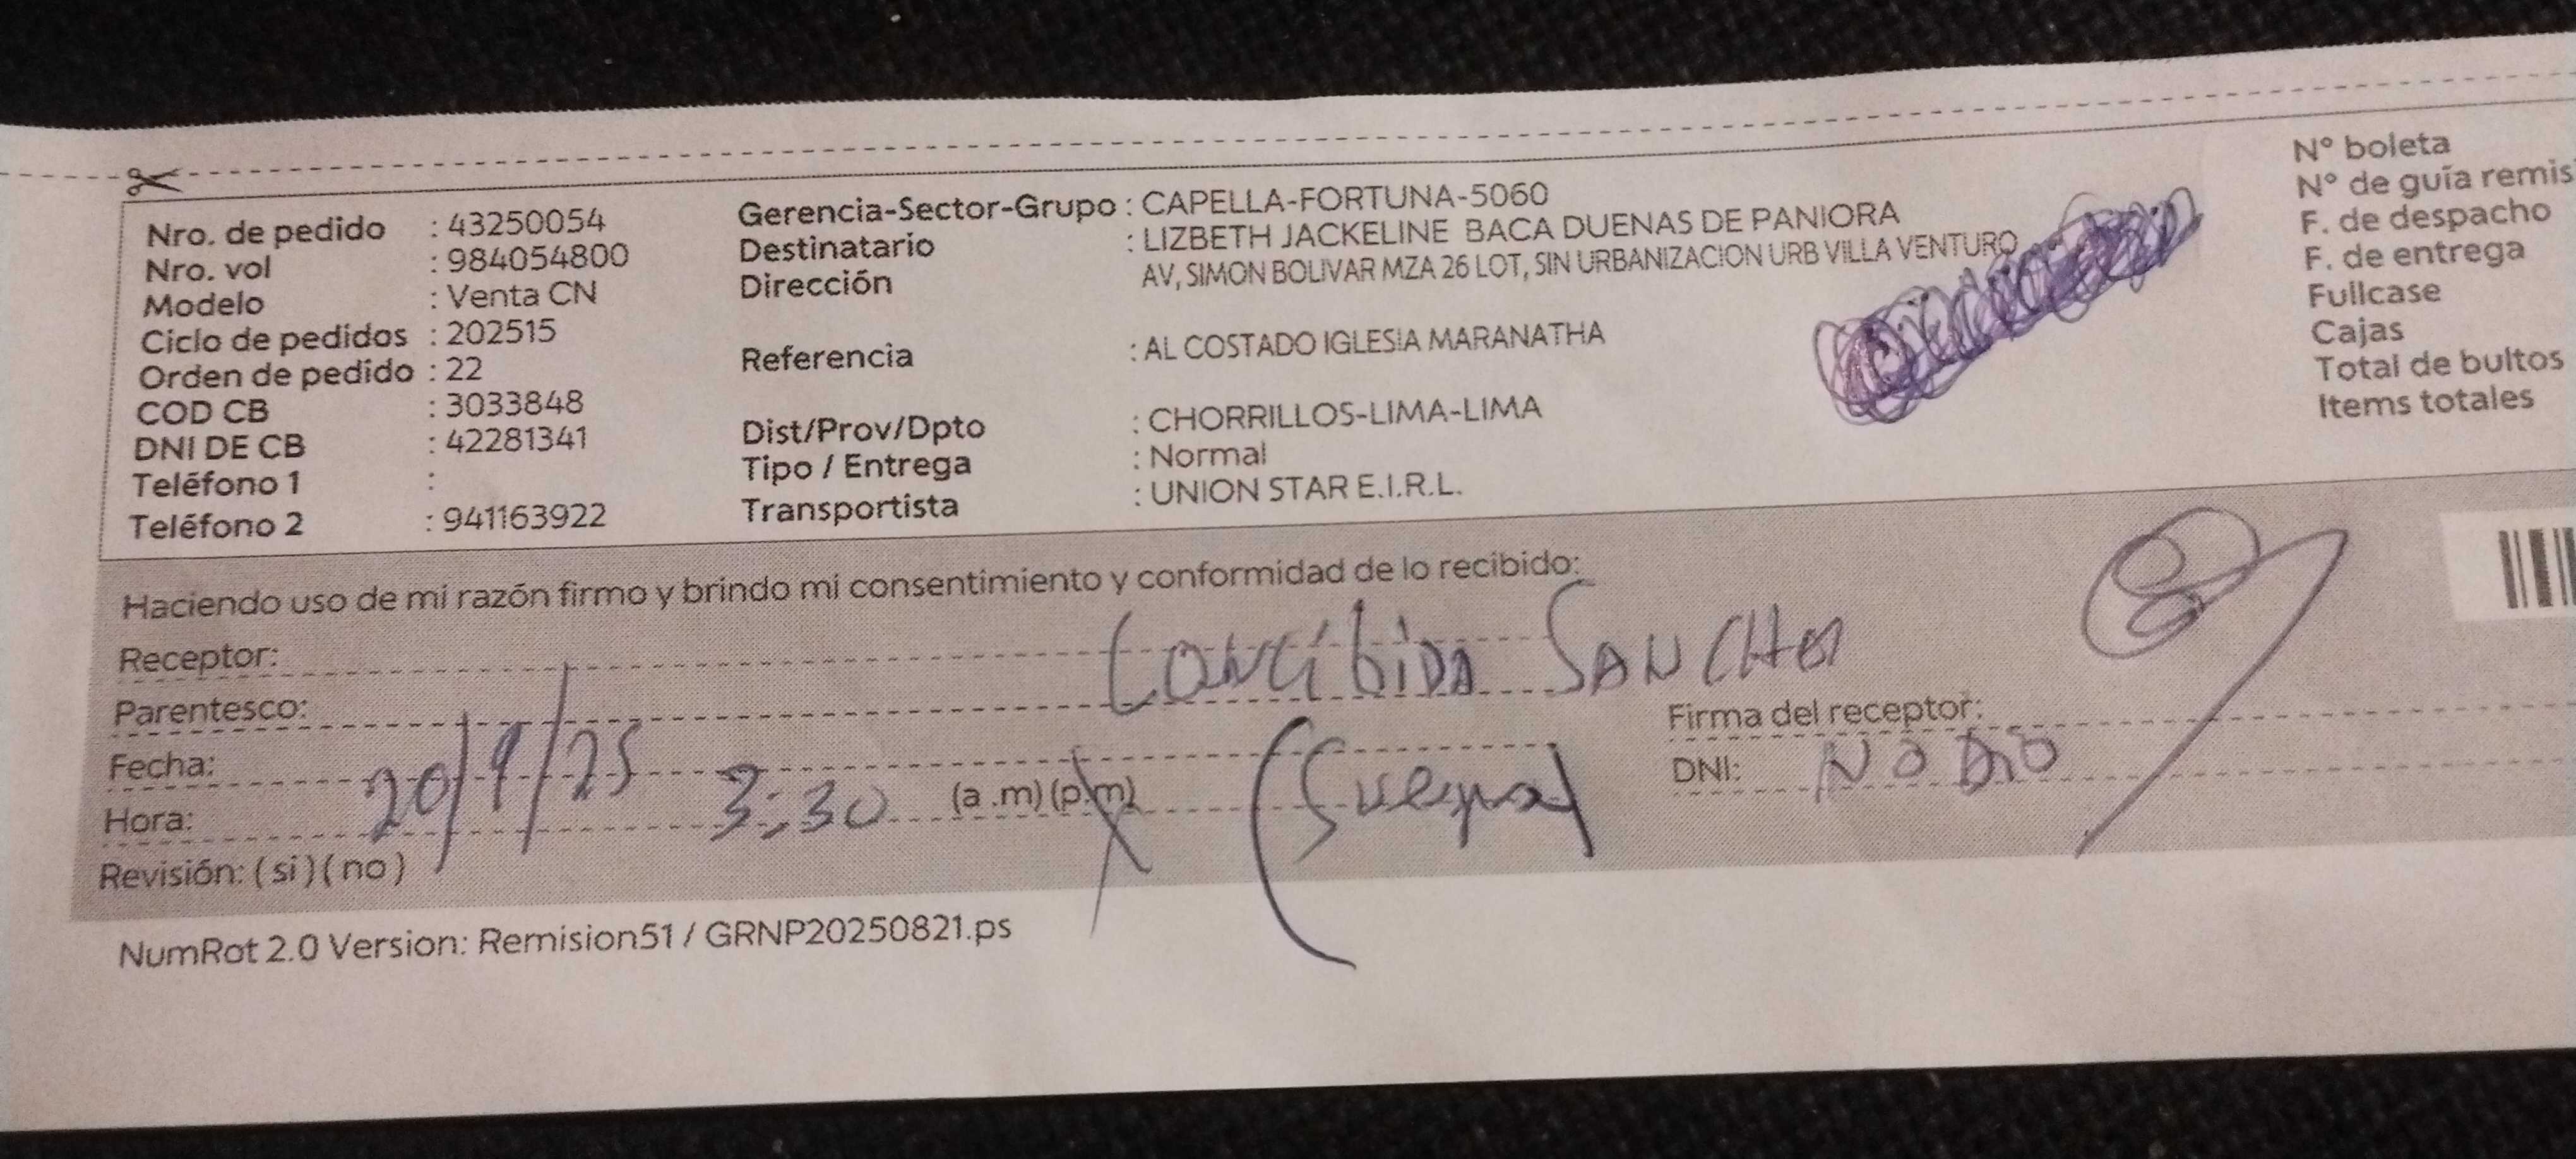 Nro. de pedido : 43250054
Nro. vol : 984054800
Modelo : Venta CN
Ciclo de pedidos : 202515
Orden de pedido : 22
COD CB : 3033848
DNI DE CB : 42281341
Teléfono 1 :
Teléfono 2 : 941163922
Gerencia-Sector-Grupo : CAPELLA-FORTUNA-5060
Destinatario : LIZBETH JACKELINE BACA DUENAS DE PANIORA
Dirección AV, SIMON BOLIVAR MZA 26 LOT, SIN URBANIZACION URB VILLA VENTURO
Referencia : AL COSTADO IGLESIA MARANATHA
Dist/Prov/Dpto : CHORRILLOS-LIMA-LIMA
Tipo / Entrega : Normal
Transportista : UNION STAR E.I.R.L.
N° boleta
N° de guía remis
F. de despacho
F. de entrega
Fullcase
Cajas
Total de bultos
Items totales
Haciendo uso de mi razón firmo y brindo mi consentimiento y conformidad de lo recibido:
Receptor:
Parentesco:
Fecha: 20/9/25
Hora: 3:30 (a .m) (p.m)
(Suegra)
Firma del receptor:
DNI: NO DIO
Revisión: ( si ) ( no )
NumRot 2.0 Version: Remision51 / GRNP20250821.ps